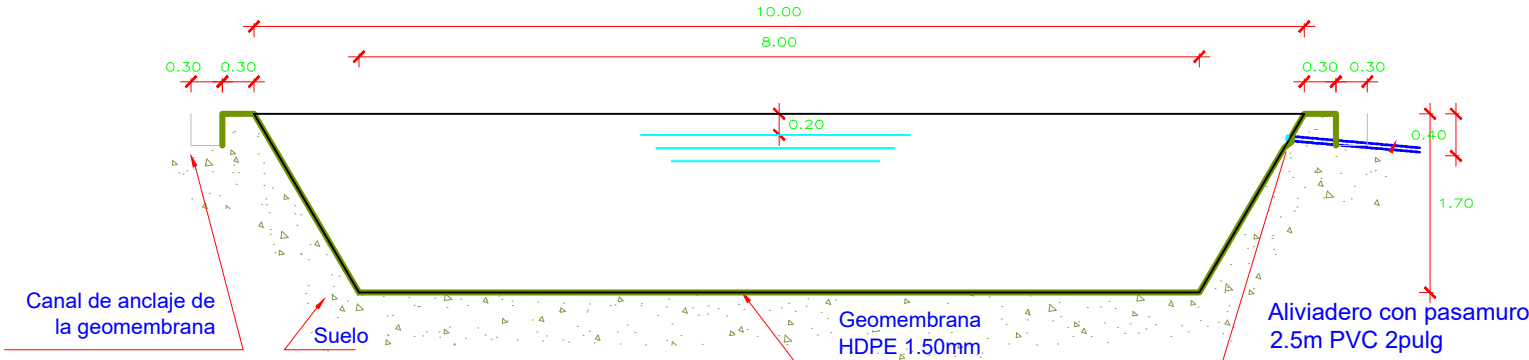 10.00
8.00
0.30 0.30
0.30 0.30
0.20
0.40
1.70
Canal de anclaje de
la geomembrana
Suelo
Geomembrana
HDPE 1.50mm
Aliviadero con pasamuro
2.5m PVC 2pulg